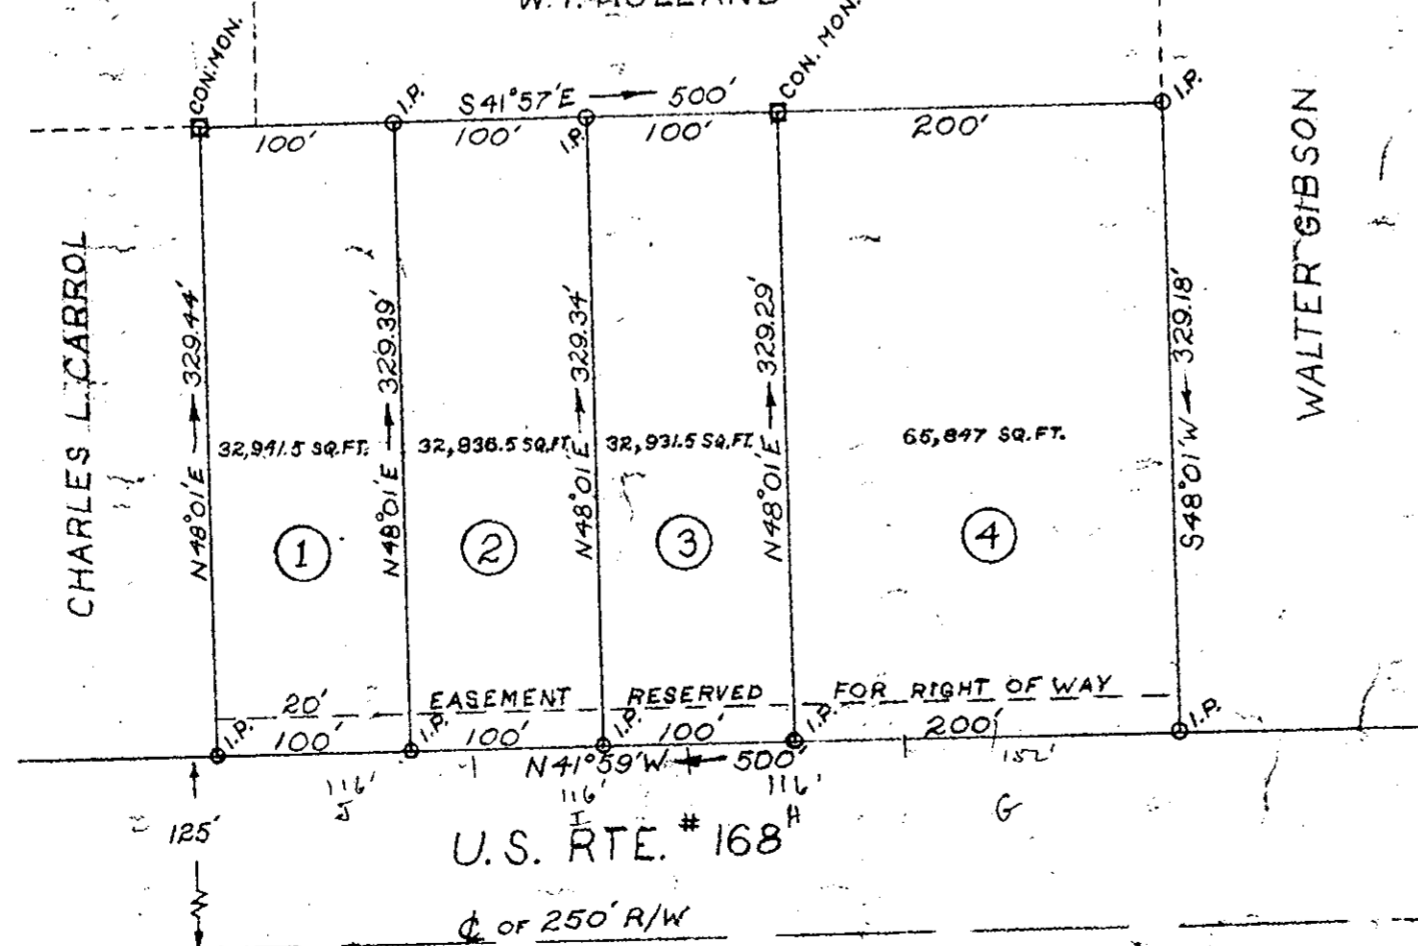 W. T. HOLLAND
CON. MON.
I.P.
S 41°57'E 500'
I.P.
CON. MON.
I.P.
100'
100'
100'
200'
CHARLES L. CARROL
WALTER GIBSON
N48°01'E 329.44'
N48°01'E 329.39'
N48°01'E 329.34'
N48°01'E 329.29'
S48°01'W 329.18'
32,941.5 SQ.FT.
32,936.5 SQ.FT.
32,931.5 SQ.FT.
65,847 SQ.FT.
1
2
3
4
20' EASEMENT RESERVED FOR RIGHT OF WAY
I.P.
I.P.
I.P.
I.P.
I.P.
100'
100'
100'
200'
N41°59'W 500'
116'
116'
116'
152'
J
I
H
G
125'
U.S. RTE. # 168
℄ OF 250' R/W